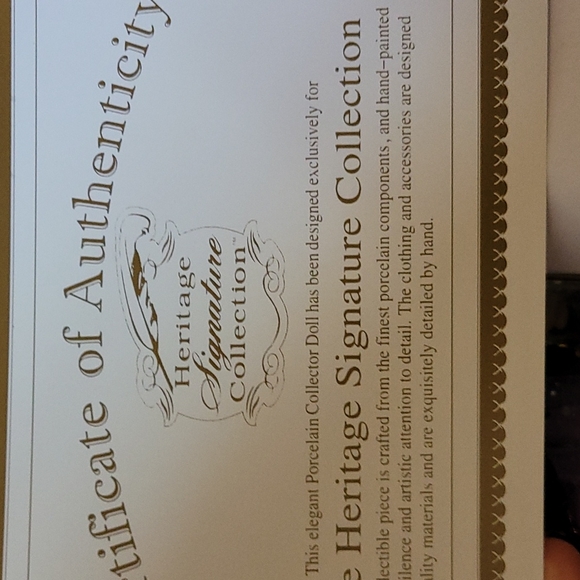 tificate of Authenticity
Heritage
Signature
Collection™
This elegant Porcelain Collector Doll has been designed exclusively for
e Heritage Signature Collection
lectible piece is crafted from the finest porcelain components, and hand-painted
ilence and artistic attention to detail. The clothing and accessories are designed
lity materials and are exquisitely detailed by hand.